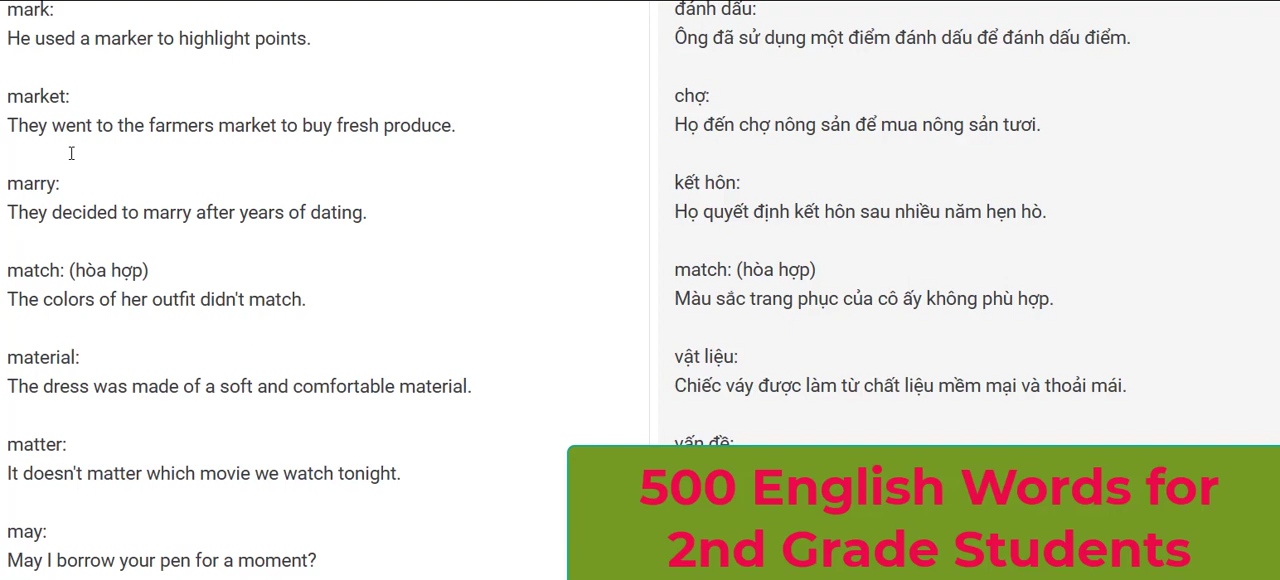 mark:
He used a marker to highlight points.
market:
They went to the farmers market to buy fresh produce.
marry:
They decided to marry after years of dating.
match: (hòa hợp)
The colors of her outfit didn't match.
material:
The dress was made of a soft and comfortable material.
matter:
It doesn't matter which movie we watch tonight.
may:
May I borrow your pen for a moment?
đánh dấu:
Ông đã sử dụng một điểm đánh dấu để đánh dấu điểm.
chợ:
Họ đến chợ nông sản để mua nông sản tươi.
kết hôn:
Họ quyết định kết hôn sau nhiều năm hẹn hò.
match: (hòa hợp)
Màu sắc trang phục của cô ấy không phù hợp.
vật liệu:
Chiếc váy được làm từ chất liệu mềm mại và thoải mái.
vấn đề:
500 English Words for
2nd Grade Students